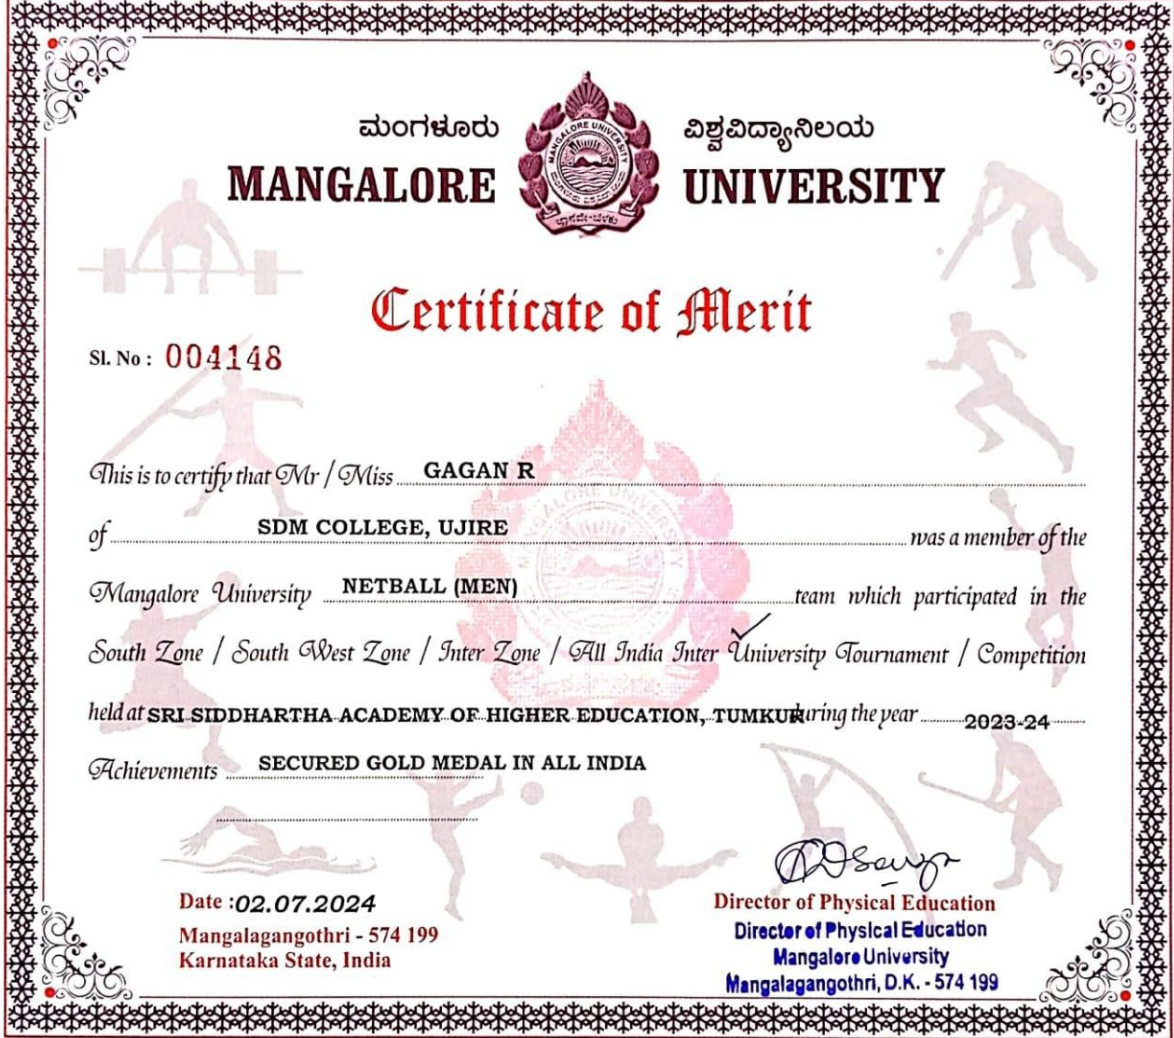 ಮಂಗಳೂರು ವಿಶ್ವವಿದ್ಯಾನಿಲಯ
MANGALORE UNIVERSITY
MANGALORE UNIVERSITY
ಜ್ಞಾನವೇ ಬೆಳಕು
Certificate of Merit
Sl. No : 004148
This is to certify that Mr / Miss GAGAN R
of SDM COLLEGE, UJIRE was a member of the
Mangalore University NETBALL (MEN) team which participated in the
South Zone / South West Zone / Inter Zone / All India Inter University Tournament / Competition
held at SRI SIDDHARTHA ACADEMY OF HIGHER EDUCATION, TUMKUR during the year 2023-24
Achievements SECURED GOLD MEDAL IN ALL INDIA
Date : 02.07.2024
Mangalagangothri - 574 199
Karnataka State, India
Director of Physical Education
Director of Physical Education
Mangalore University
Mangalagangothri, D.K. - 574 199